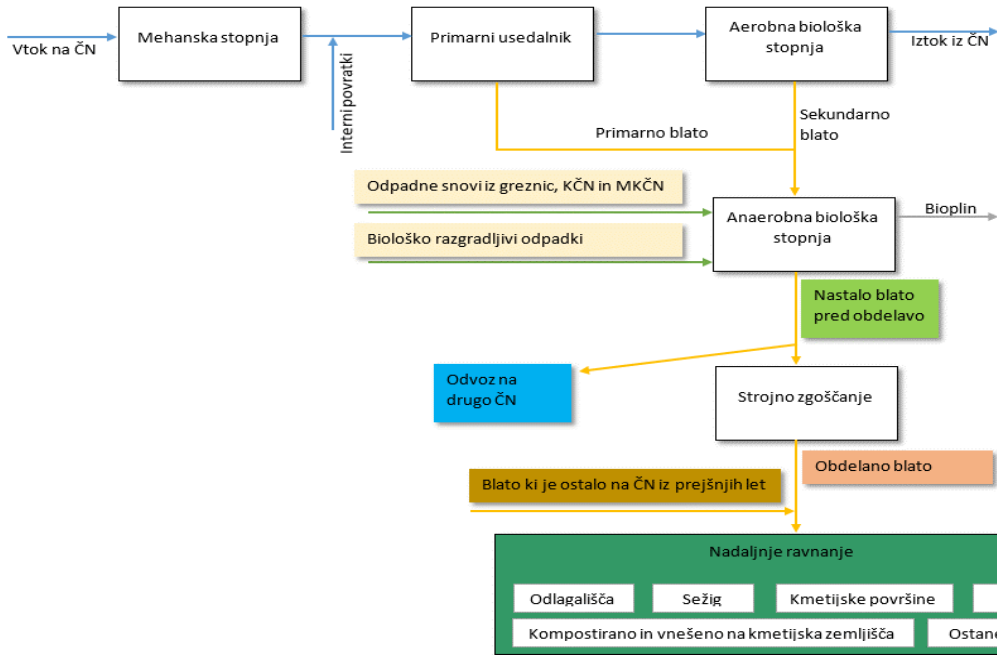 Vtok na ČN
Mehanska stopnja
Interni povratki
Primarni usedalnik
Aerobna biološka
stopnja
Iztok iz ČN
Primarno blato
Sekundarno
blato
Odpadne snovi iz greznic, KČN in MKČN
Biološko razgradljivi odpadki
Anaerobna biološka
stopnja
Bioplin
Nastalo blato
pred obdelavo
Odvoz na
drugo ČN
Strojno zgoščanje
Obdelano blato
Blato ki je ostalo na ČN iz prejšnjih let
Nadaljnje ravnanje
Odlagališča
Sežig
Kmetijske površine
Kompostirano in vnešeno na kmetijska zemljišča